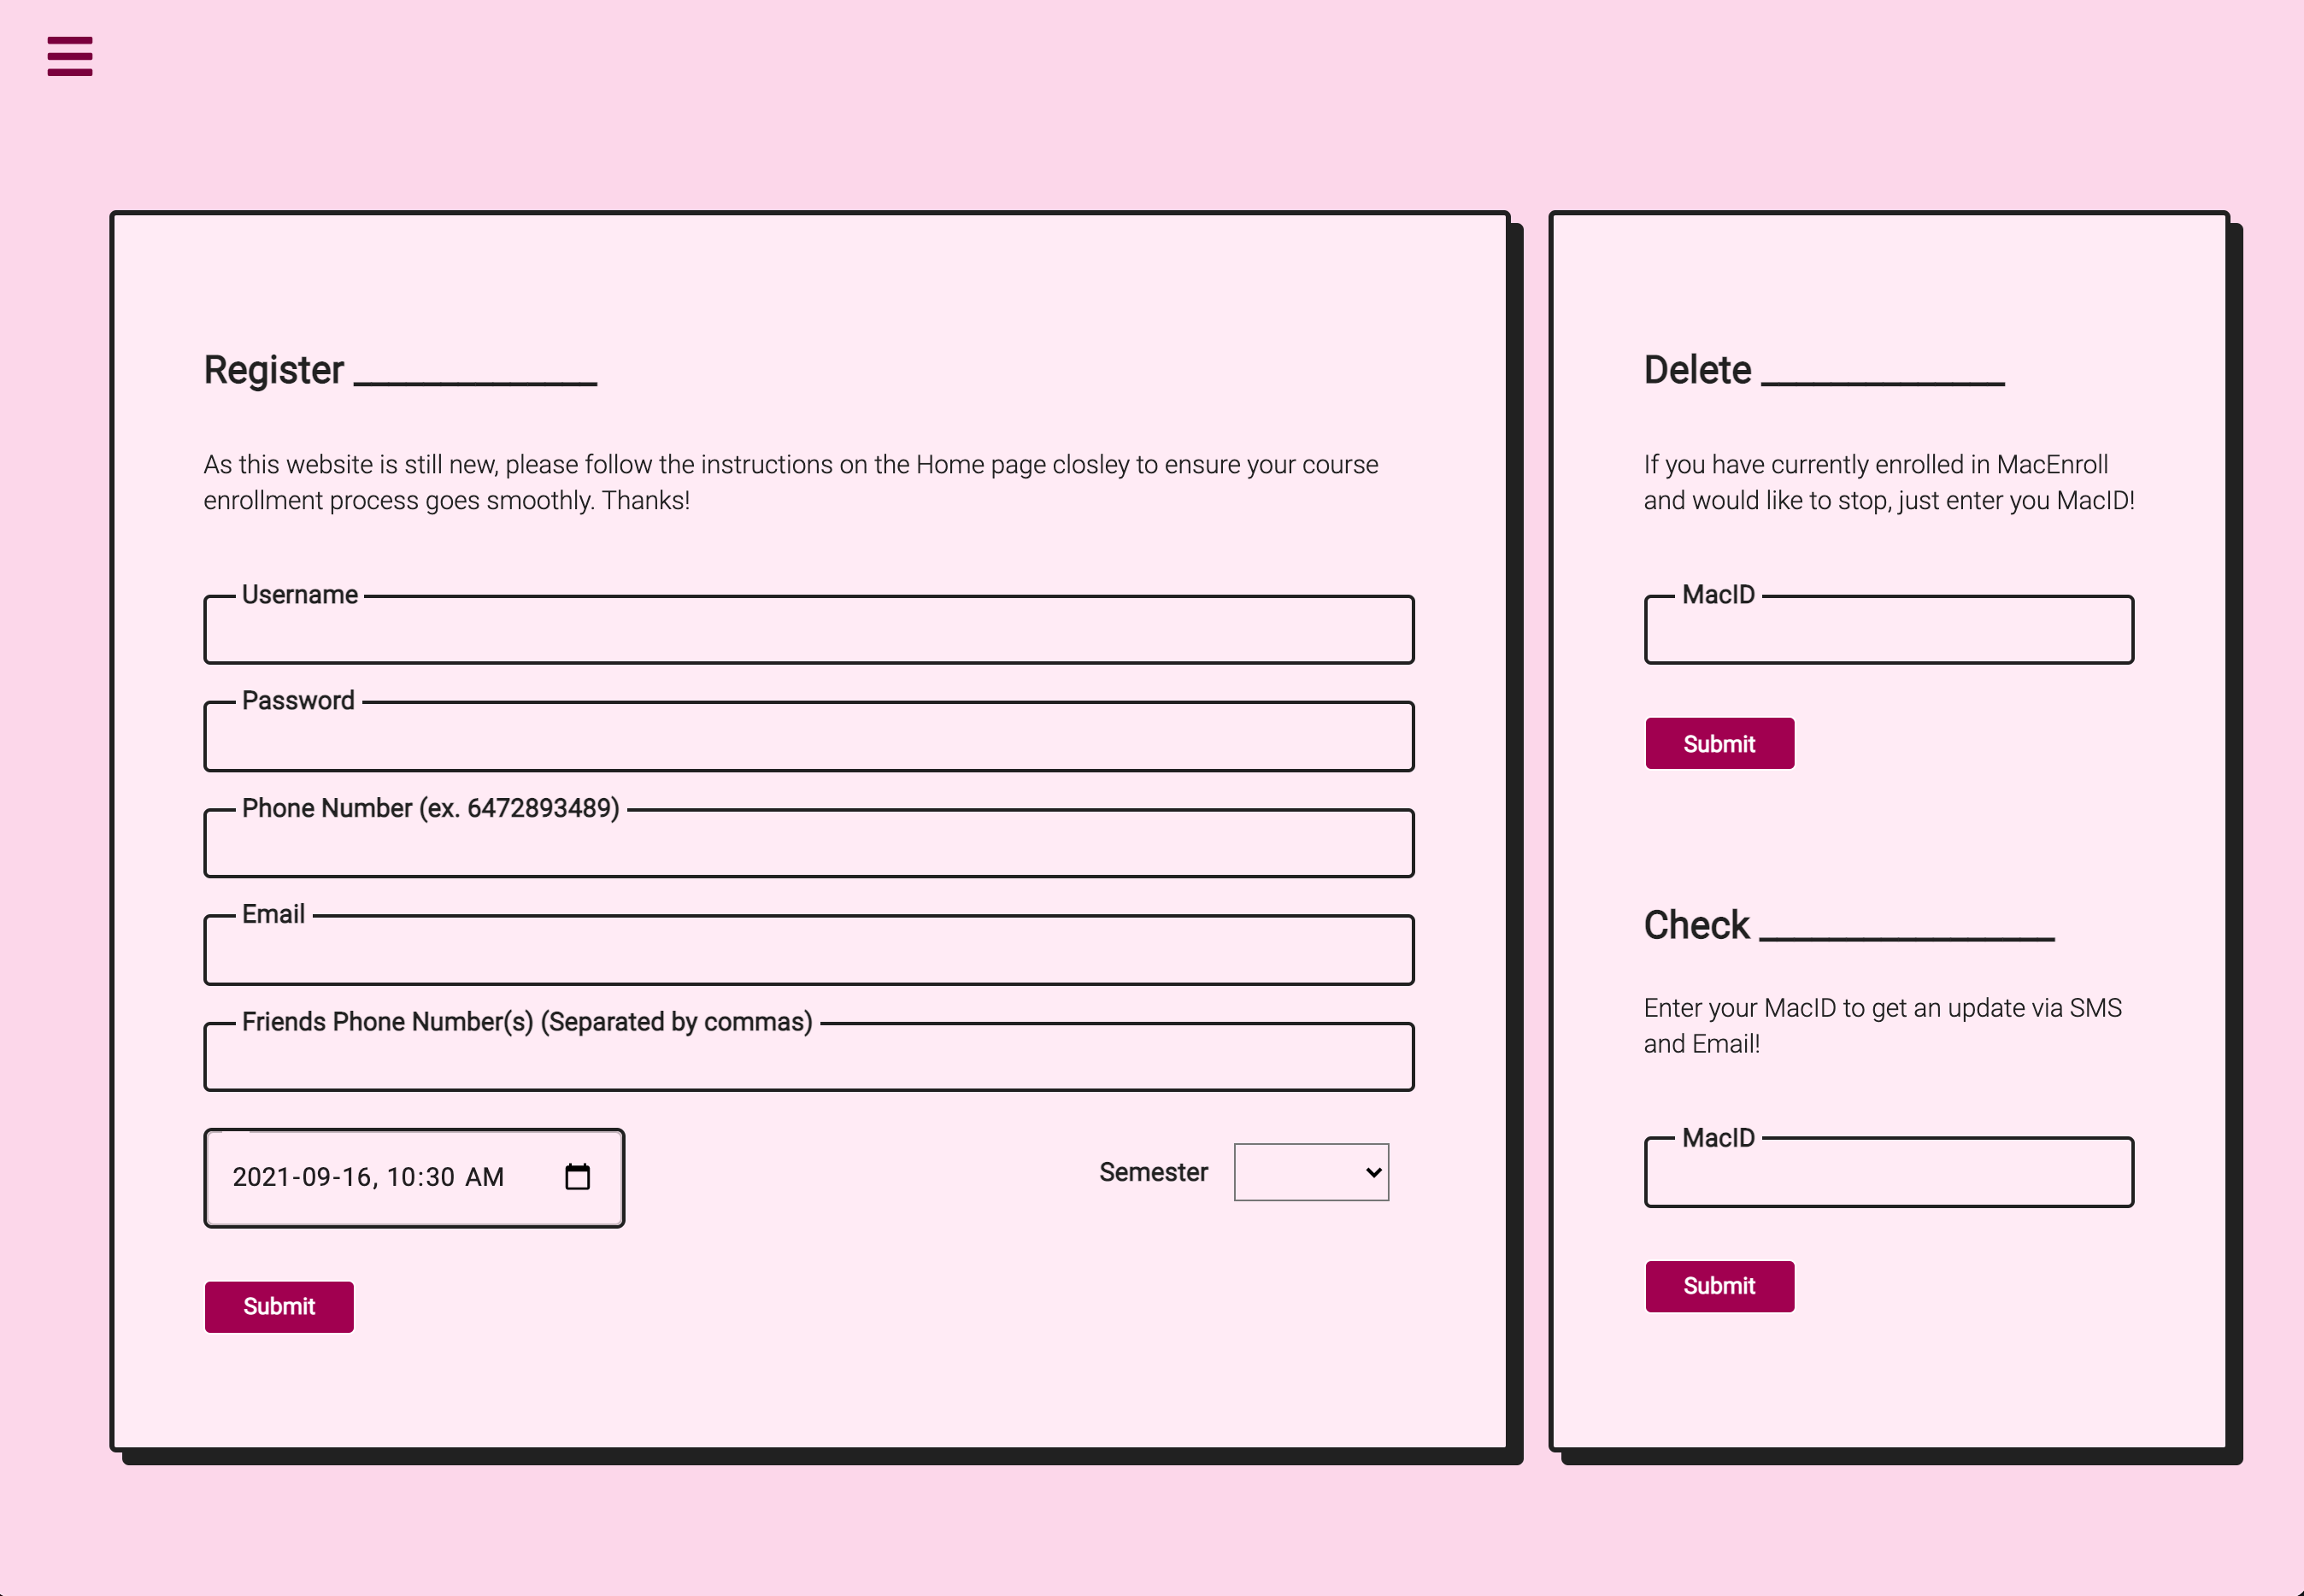 Register ______________
As this website is still new, please follow the instructions on the Home page closley to ensure your course
enrollment process goes smoothly. Thanks!
Username
Password
Phone Number (ex. 6472893489)
Email
Friends Phone Number(s) (Separated by commas)
2021-09-16, 10:30 AM
Semester
Submit
Delete ______________
If you have currently enrolled in MacEnroll
and would like to stop, just enter you MacID!
MacID
Submit
Check _________________
Enter your MacID to get an update via SMS
and Email!
MacID
Submit